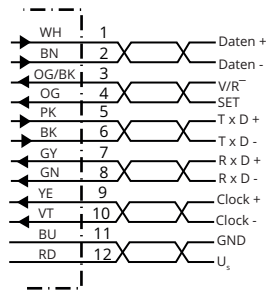 WH 1 Daten +
BN 2 Daten -
OG/BK 3 V/R‾
OG 4 SET
PK 5 T x D +
BK 6 T x D -
GY 7 R x D +
GN 8 R x D -
YE 9 Clock +
VT 10 Clock -
BU 11 GND
RD 12 Us